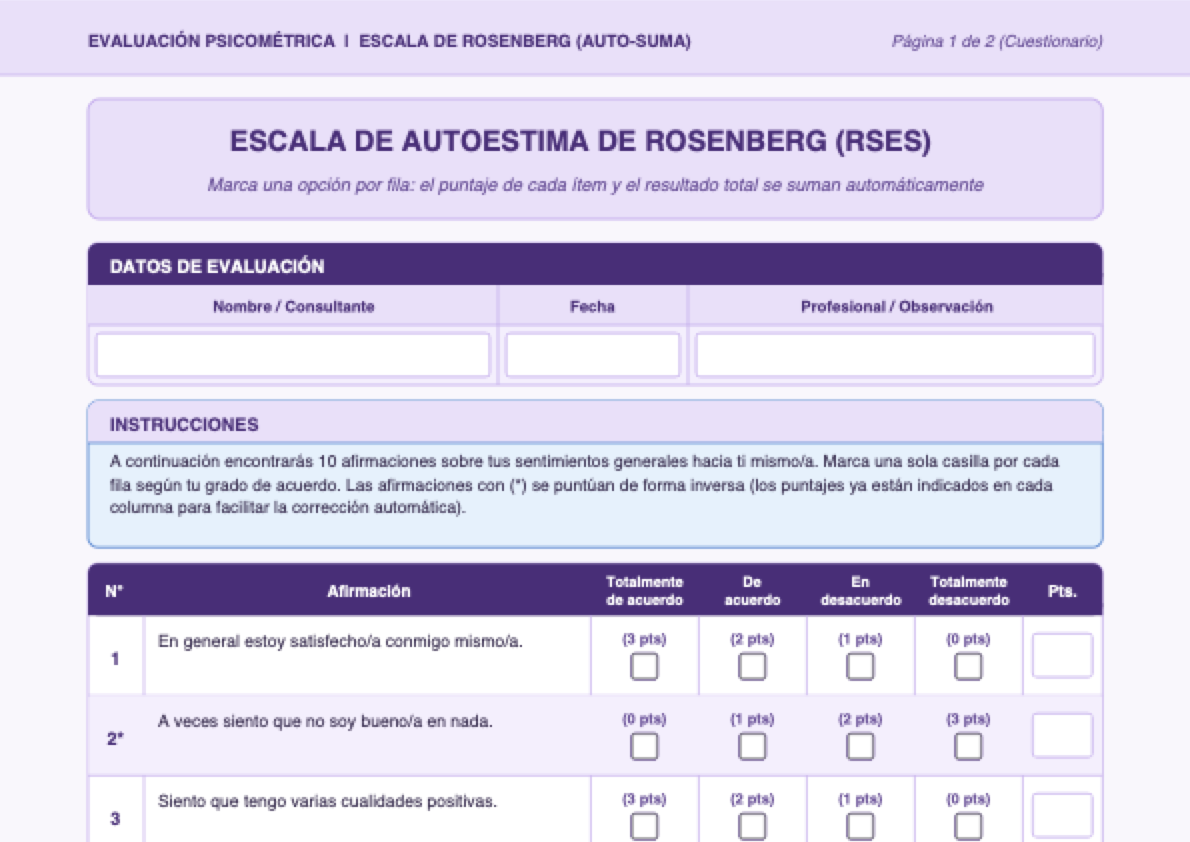 EVALUACIÓN PSICOMÉTRICA | ESCALA DE ROSENBERG (AUTO-SUMA)
Página 1 de 2 (Cuestionario)
ESCALA DE AUTOESTIMA DE ROSENBERG (RSES)
Marca una opción por fila: el puntaje de cada ítem y el resultado total se suman automáticamente
DATOS DE EVALUACIÓN
Nombre / Consultante Fecha Profesional / Observación
INSTRUCCIONES
A continuación encontrarás 10 afirmaciones sobre tus sentimientos generales hacia ti mismo/a. Marca una sola casilla por cada
fila según tu grado de acuerdo. Las afirmaciones con (*) se puntúan de forma inversa (los puntajes ya están indicados en cada
columna para facilitar la corrección automática).
N° Afirmación Totalmente de acuerdo De acuerdo En desacuerdo Totalmente desacuerdo Pts.
1 En general estoy satisfecho/a conmigo mismo/a. (3 pts) (2 pts) (1 pts) (0 pts)
2* A veces siento que no soy bueno/a en nada. (0 pts) (1 pts) (2 pts) (3 pts)
3 Siento que tengo varias cualidades positivas. (3 pts) (2 pts) (1 pts) (0 pts)